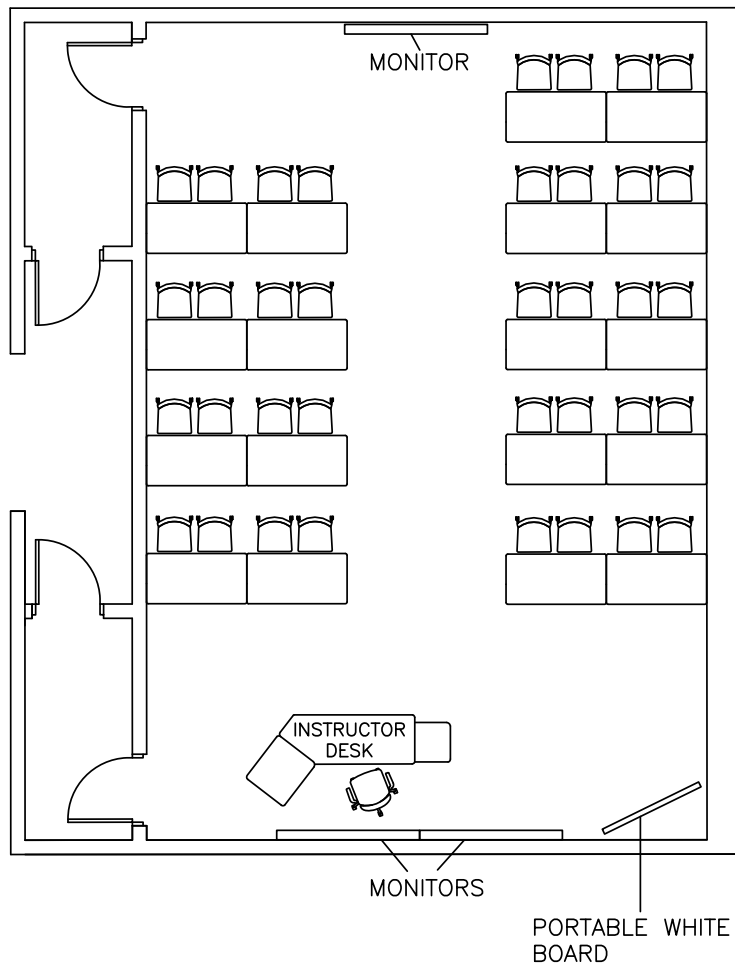 MONITOR
INSTRUCTOR
DESK
MONITORS
PORTABLE WHITE
BOARD